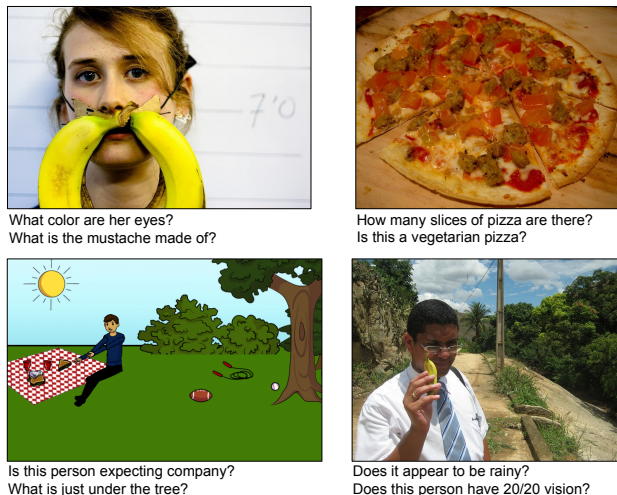 7'0
What color are her eyes?
What is the mustache made of?
How many slices of pizza are there?
Is this a vegetarian pizza?
Is this person expecting company?
What is just under the tree?
Does it appear to be rainy?
Does this person have 20/20 vision?